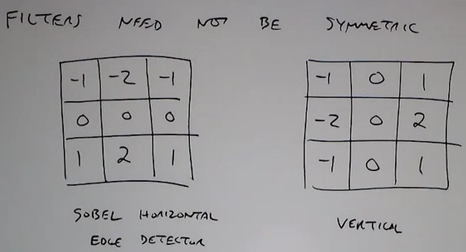 FILTERS NEED NOT BE SYMMETRIC
-1 -2 -1
0 0 0
1 2 1
SOBEL HORIZONTAL
EDGE DETECTOR
-1 0 1
-2 0 2
-1 0 1
VERTICAL